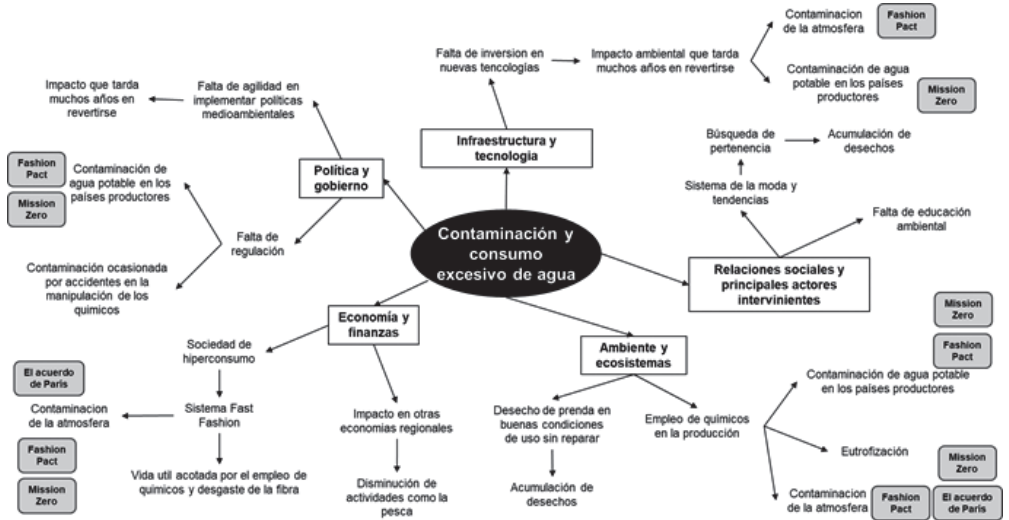 Contaminacion
de la atmosfera
Fashion
Pact
Falta de inversion en
nuevas tencologías
Impacto ambiental que tarda
muchos años en revertirse
Contaminación de agua
potable en los países
productores
Mission
Zero
Impacto que tarda
muchos años en
revertirse
Falta de agilidad en
implementar políticas
medioambientales
Infraestructura y
tecnologia
Búsqueda de
pertenencia
Acumulación de
desechos
Fashion
Pact
Mission
Zero
Contaminación de
agua potable en los
países productores
Política y
gobierno
Sistema de la moda y
tendencias
Falta de educación
ambiental
Falta de
regulación
Contaminación y
consumo
excesivo de agua
Contaminación ocasionada
por accidentes en la
manipulación de los
quimicos
Relaciones sociales y
principales actores
intervinientes
Economía y
finanzas
Ambiente y
ecosistemas
Mission
Zero
Fashion
Pact
Sociedad de
hiperconsumo
El acuerdo
de Paris
Contaminacion
de la atmosfera
Sistema Fast
Fashion
Fashion
Pact
Mission
Zero
Vida util acotada por el empleo de
quimicos y desgaste de la fibra
Impacto en otras
economias regionales
Disminución de
actividades como la
pesca
Desecho de prenda en
buenas condiciones
de uso sin reparar
Acumulación de
desechos
Empleo de químicos
en la producción
Contaminación de agua potable
en los países productores
Eutrofización
Mission
Zero
Contaminacion
de la atmosfera
Fashion
Pact
El acuerdo
de Paris